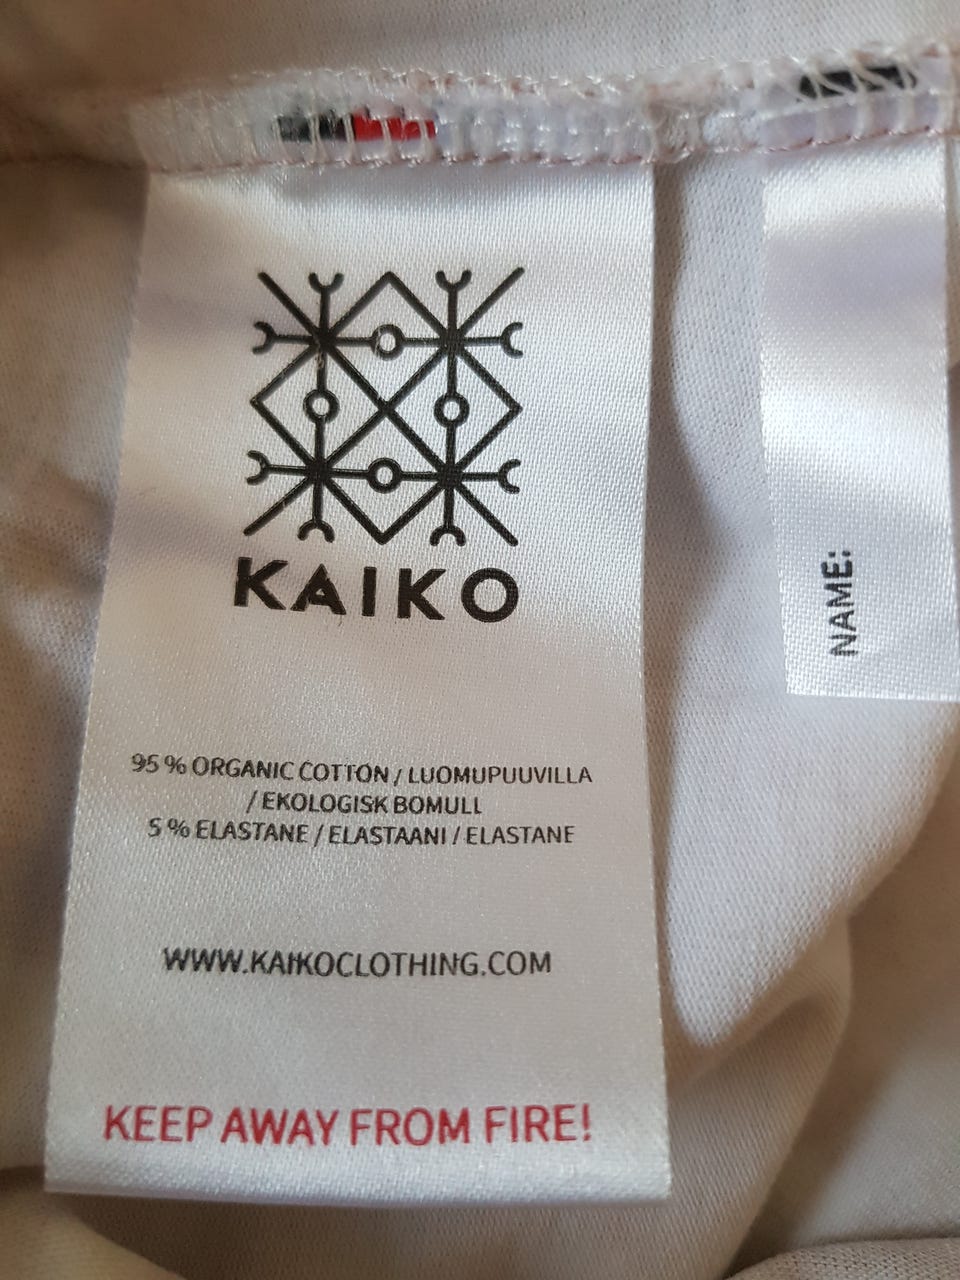 KAIKO
95 % ORGANIC COTTON / LUOMUPUUVILLA
/ EKOLOGISK BOMULL
5 % ELASTANE / ELASTAANI / ELASTANE
WWW.KAIKOCLOTHING.COM
KEEP AWAY FROM FIRE!
NAME: